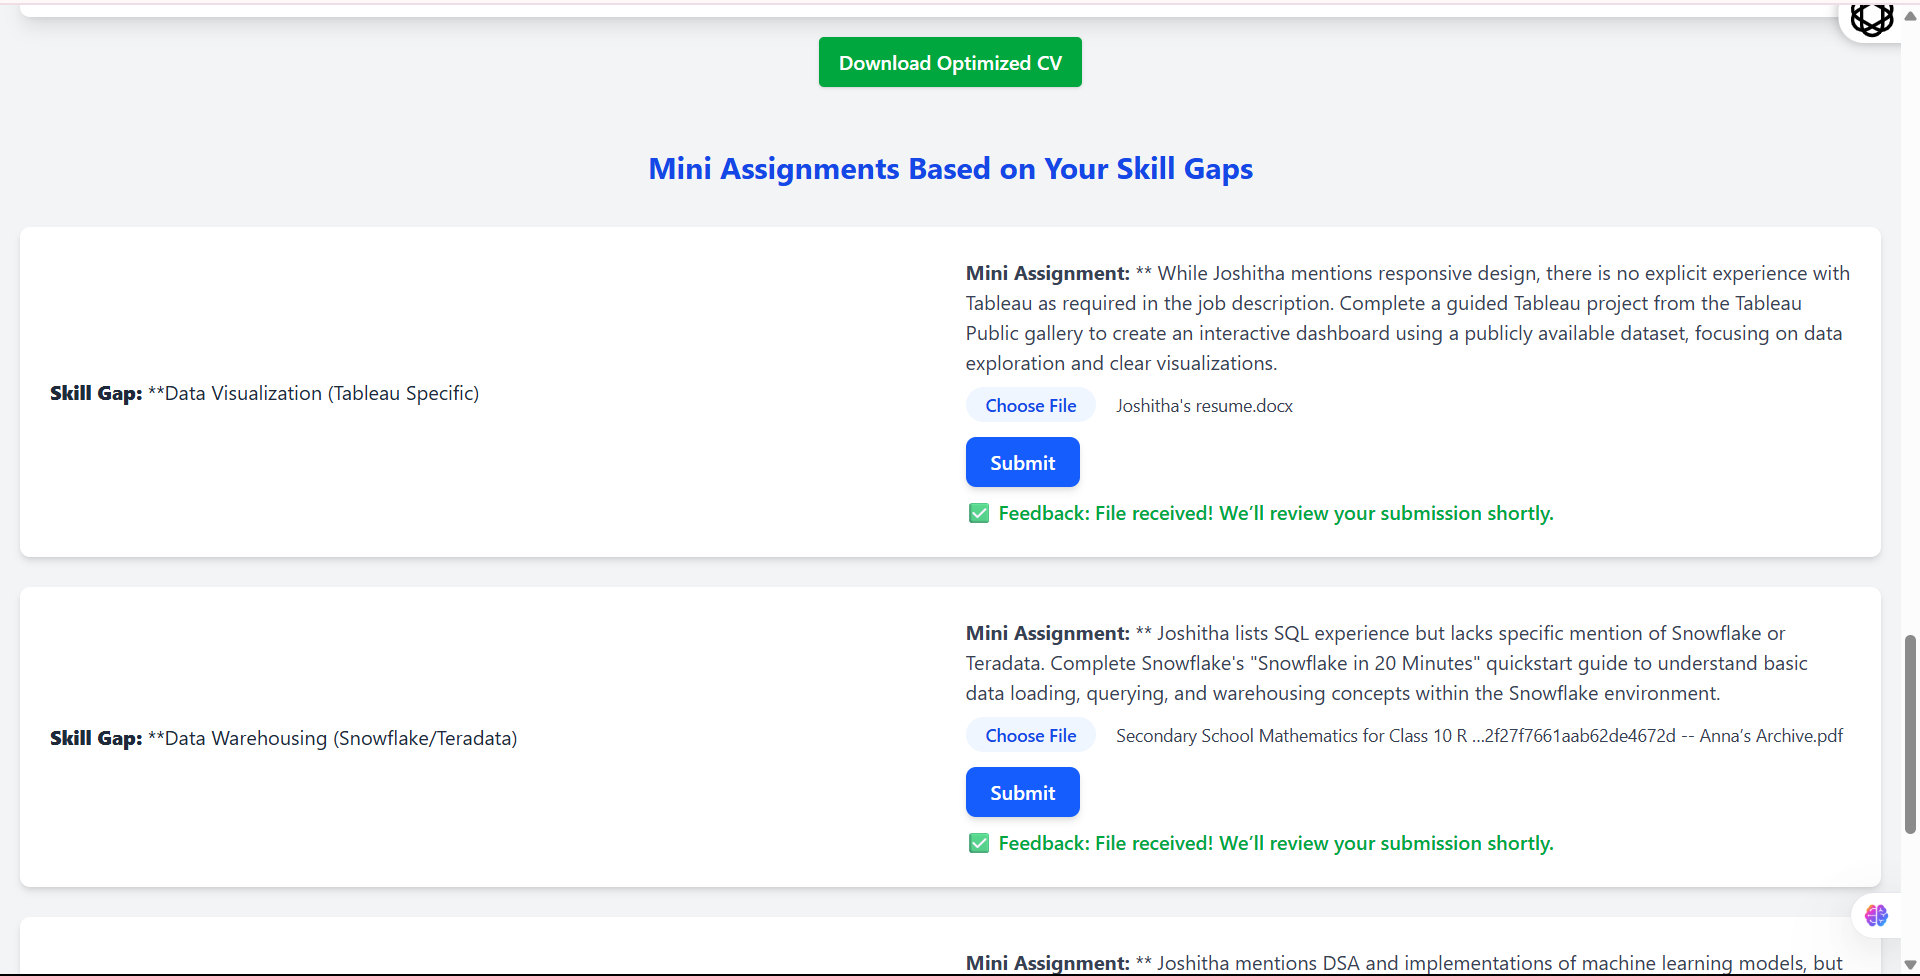 Download Optimized CV
Mini Assignments Based on Your Skill Gaps
Skill Gap: **Data Visualization (Tableau Specific)
Mini Assignment: ** While Joshitha mentions responsive design, there is no explicit experience with
Tableau as required in the job description. Complete a guided Tableau project from the Tableau
Public gallery to create an interactive dashboard using a publicly available dataset, focusing on data
exploration and clear visualizations.
Choose File Joshitha's resume.docx
Submit
✅ Feedback: File received! We’ll review your submission shortly.
Skill Gap: **Data Warehousing (Snowflake/Teradata)
Mini Assignment: ** Joshitha lists SQL experience but lacks specific mention of Snowflake or
Teradata. Complete Snowflake's "Snowflake in 20 Minutes" quickstart guide to understand basic
data loading, querying, and warehousing concepts within the Snowflake environment.
Choose File Secondary School Mathematics for Class 10 R ...2f27f7661aab62de4672d -- Anna’s Archive.pdf
Submit
✅ Feedback: File received! We’ll review your submission shortly.
Mini Assignment: ** Joshitha mentions DSA and implementations of machine learning models, but